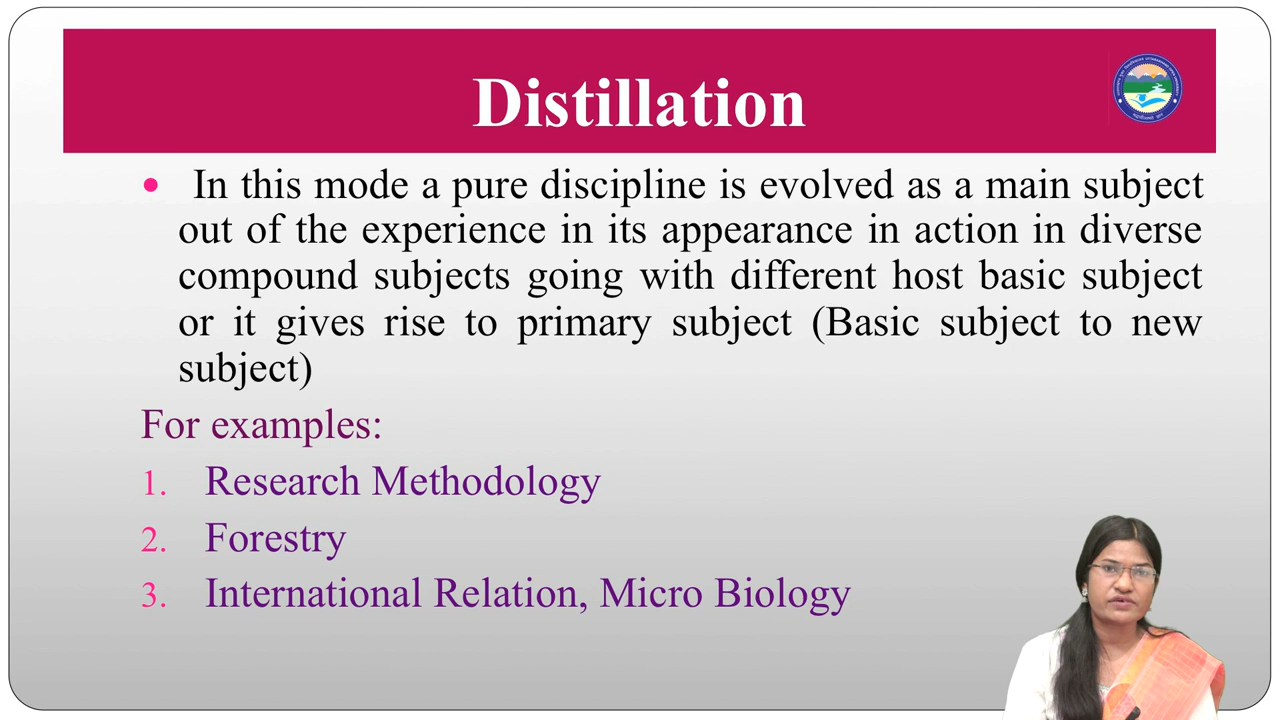 Distillation
• In this mode a pure discipline is evolved as a main subject
out of the experience in its appearance in action in diverse
compound subjects going with different host basic subject
or it gives rise to primary subject (Basic subject to new
subject)
For examples:
1. Research Methodology
2. Forestry
3. International Relation, Micro Biology